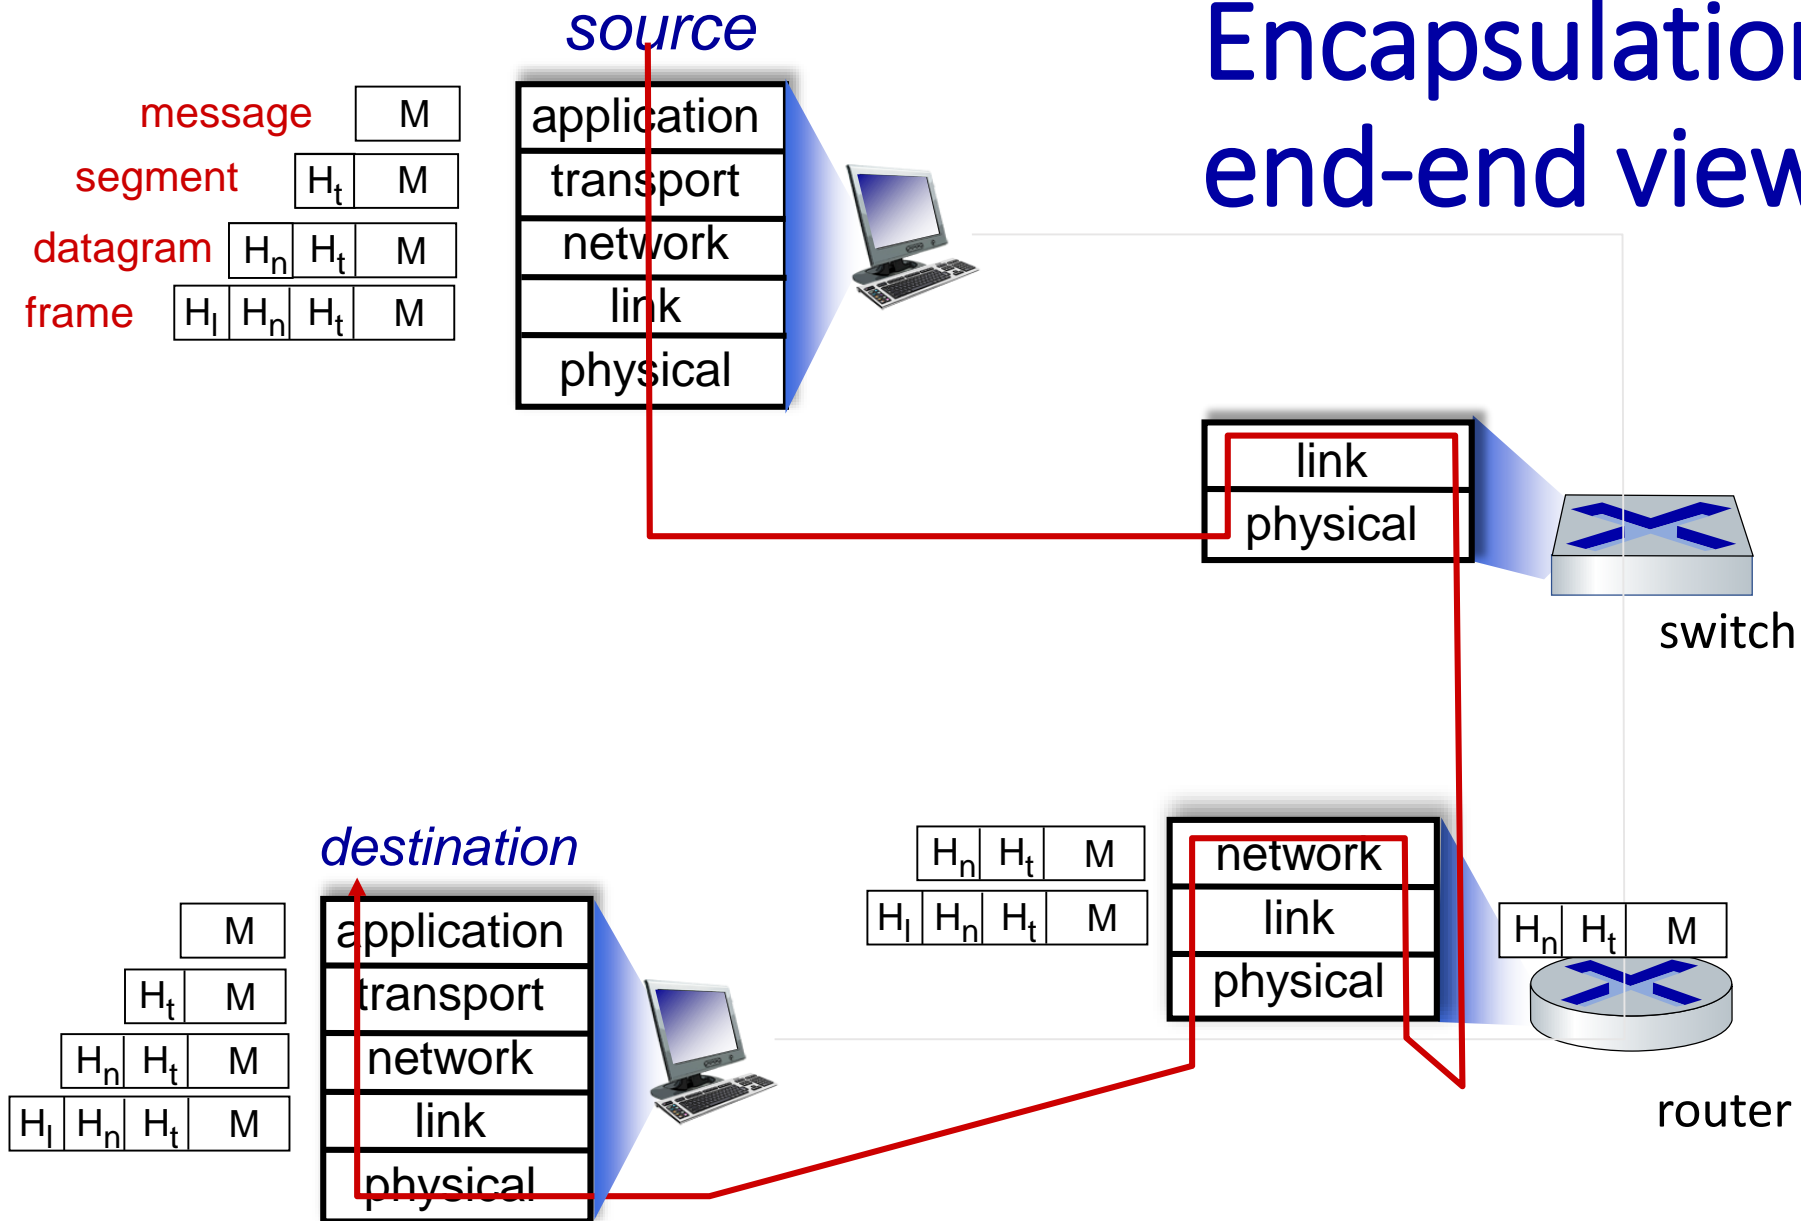 source
Encapsulation
end-end view
message M
segment Ht M
datagram Hn Ht M
frame Hl Hn Ht M
application
transport
network
link
physical
link
physical
switch
destination
M
Ht M
Hn Ht M
Hl Hn Ht M
application
transport
network
link
physical
Hn Ht M
Hl Hn Ht M
network
link
physical
Hn Ht M
router